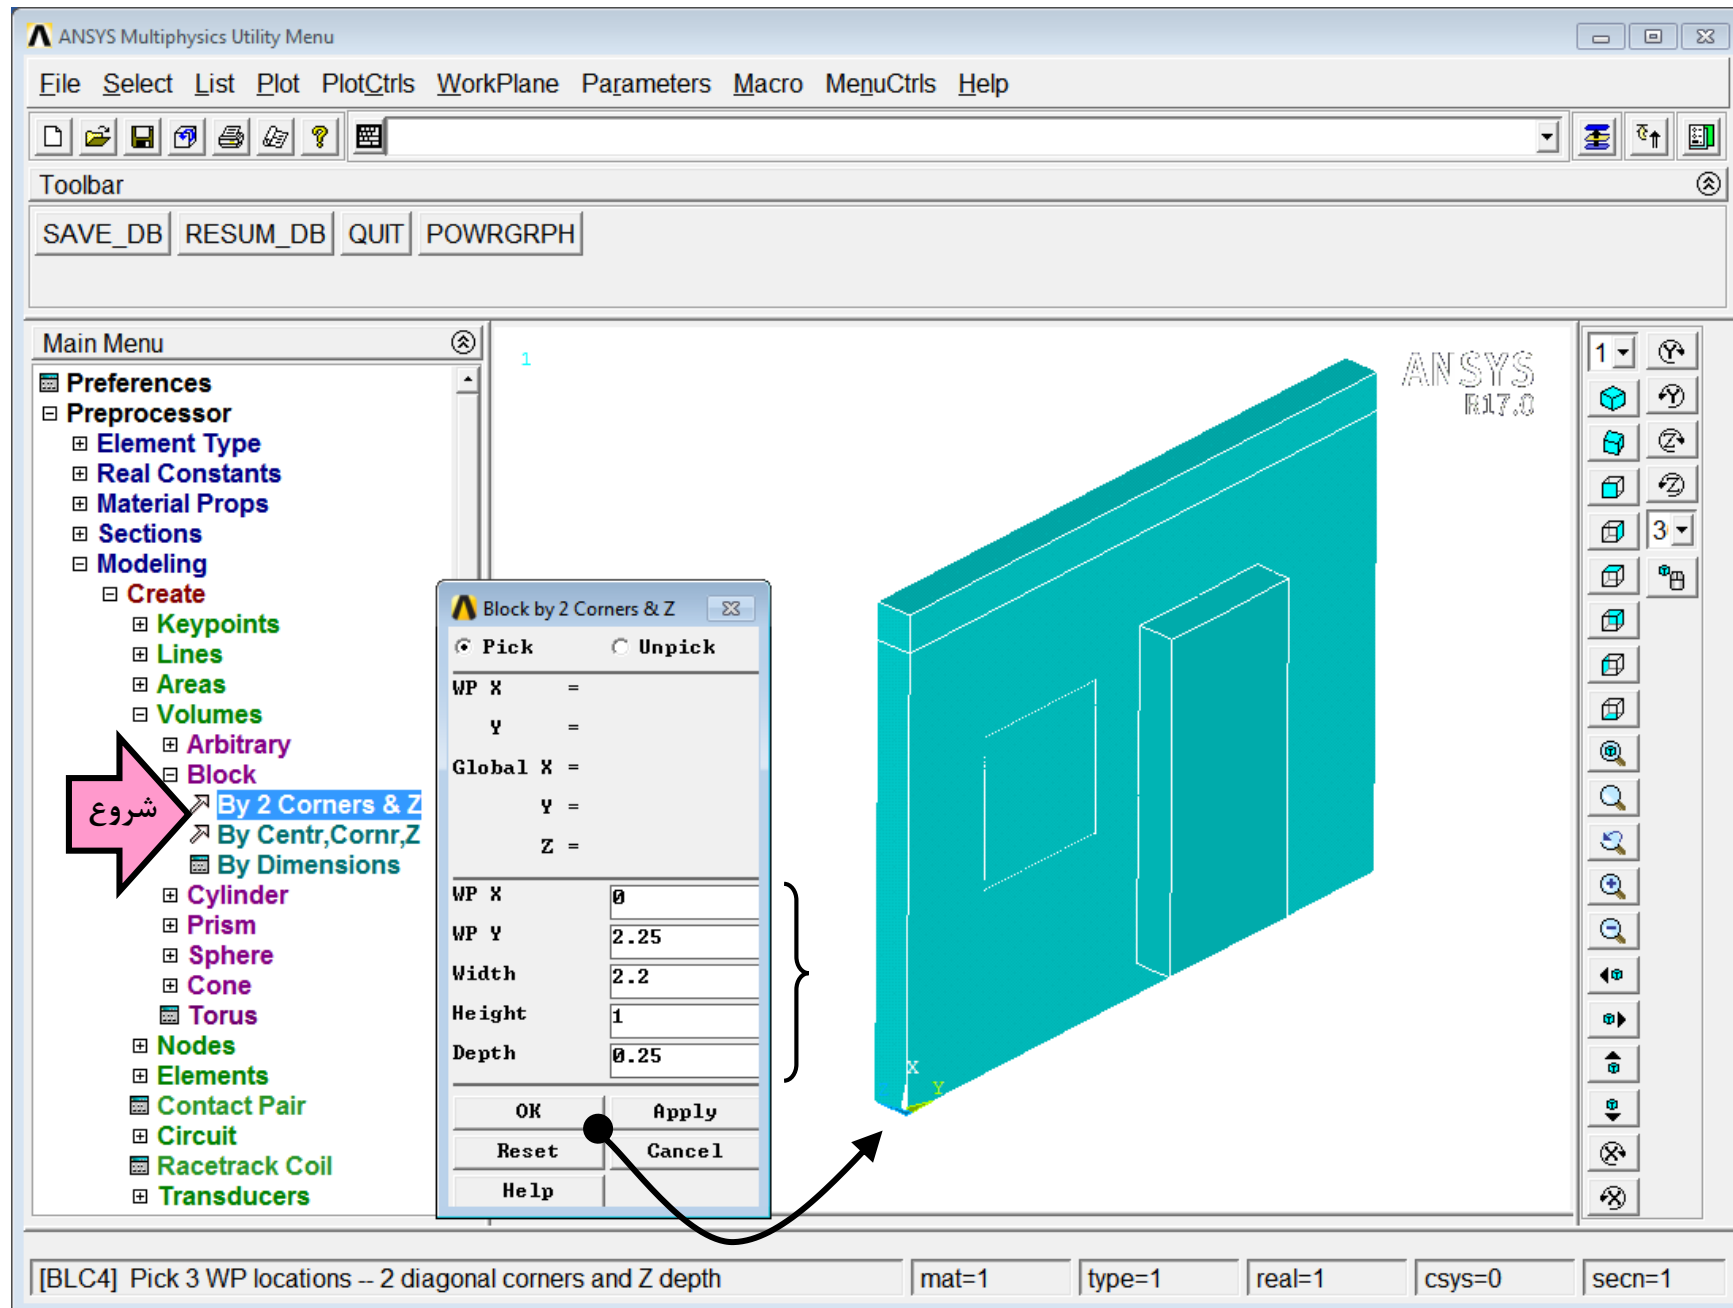 ANSYS Multiphysics Utility Menu
File Select List Plot PlotCtrls WorkPlane Parameters Macro MenuCtrls Help
Toolbar
SAVE_DB RESUM_DB QUIT POWRGRPH
Main Menu
Preferences
Preprocessor
Element Type
Real Constants
Material Props
Sections
Modeling
Create
Keypoints
Lines
Areas
Volumes
Arbitrary
Block
شروع
By 2 Corners & Z
By Centr,Cornr,Z
By Dimensions
Cylinder
Prism
Sphere
Cone
Torus
Nodes
Elements
Contact Pair
Circuit
Racetrack Coil
Transducers
Block by 2 Corners & Z
Pick Unpick
WP X =
Y =
Global X =
Y =
Z =
WP X 0
WP Y 2.25
Width 2.2
Height 1
Depth 0.25
OK Apply
Reset Cancel
Help
1
ANSYS
R17.0
X
Y
1
3
[BLC4] Pick 3 WP locations -- 2 diagonal corners and Z depth
mat=1 type=1 real=1 csys=0 secn=1